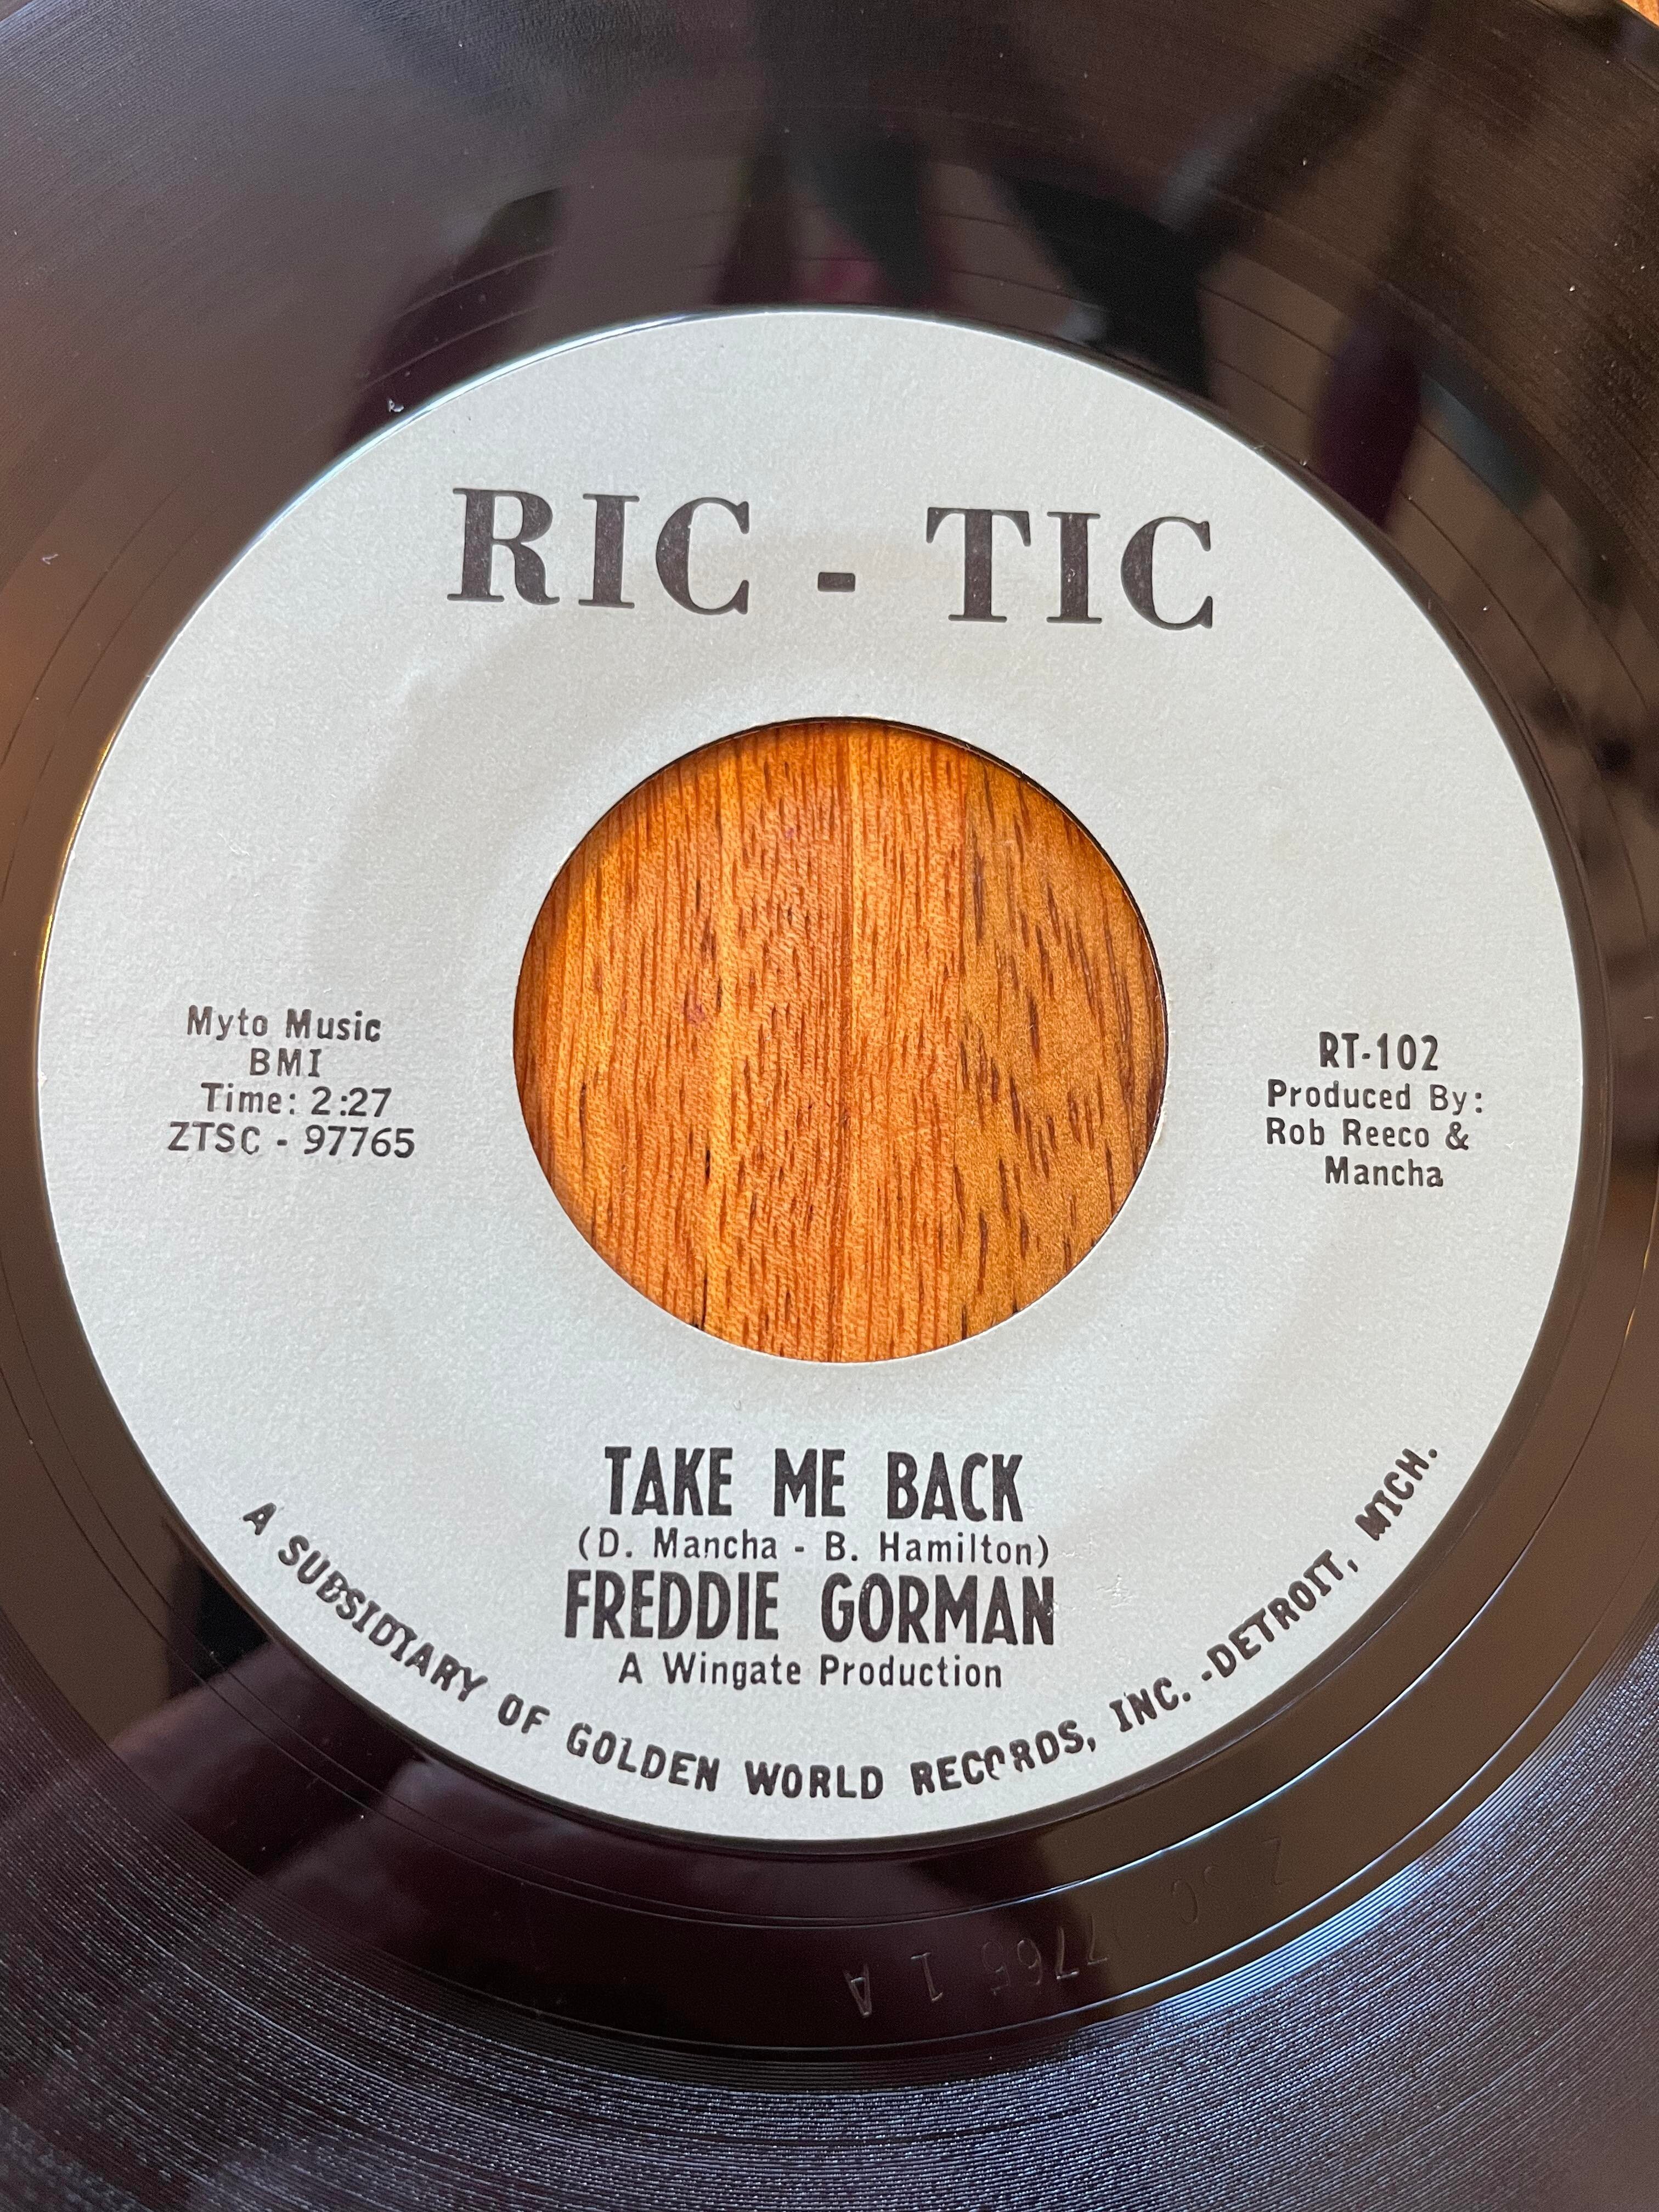 RIC - TIC
Myto Music
BMI
Time: 2:27
ZTSC - 97765
RT-102
Produced By:
Rob Reeco &
Mancha
TAKE ME BACK
(D. Mancha - B. Hamilton)
FREDDIE GORMAN
A Wingate Production
A SUBSIDIARY OF GOLDEN WORLD RECORDS, INC. -DETROIT, MICH.
1 A